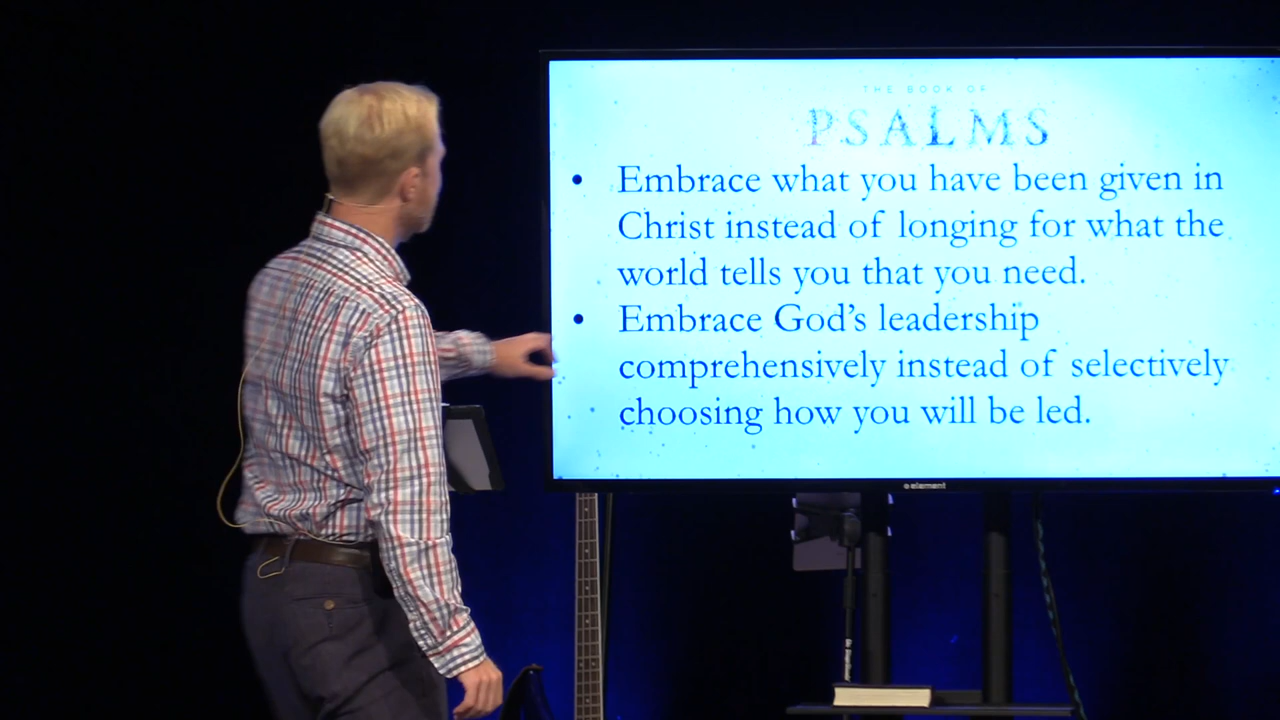 THE BOOK OF
PSALMS
• Embrace what you have been given in
Christ instead of longing for what the
world tells you that you need.
• Embrace God's leadership
comprehensively instead of selectively
choosing how you will be led.
element